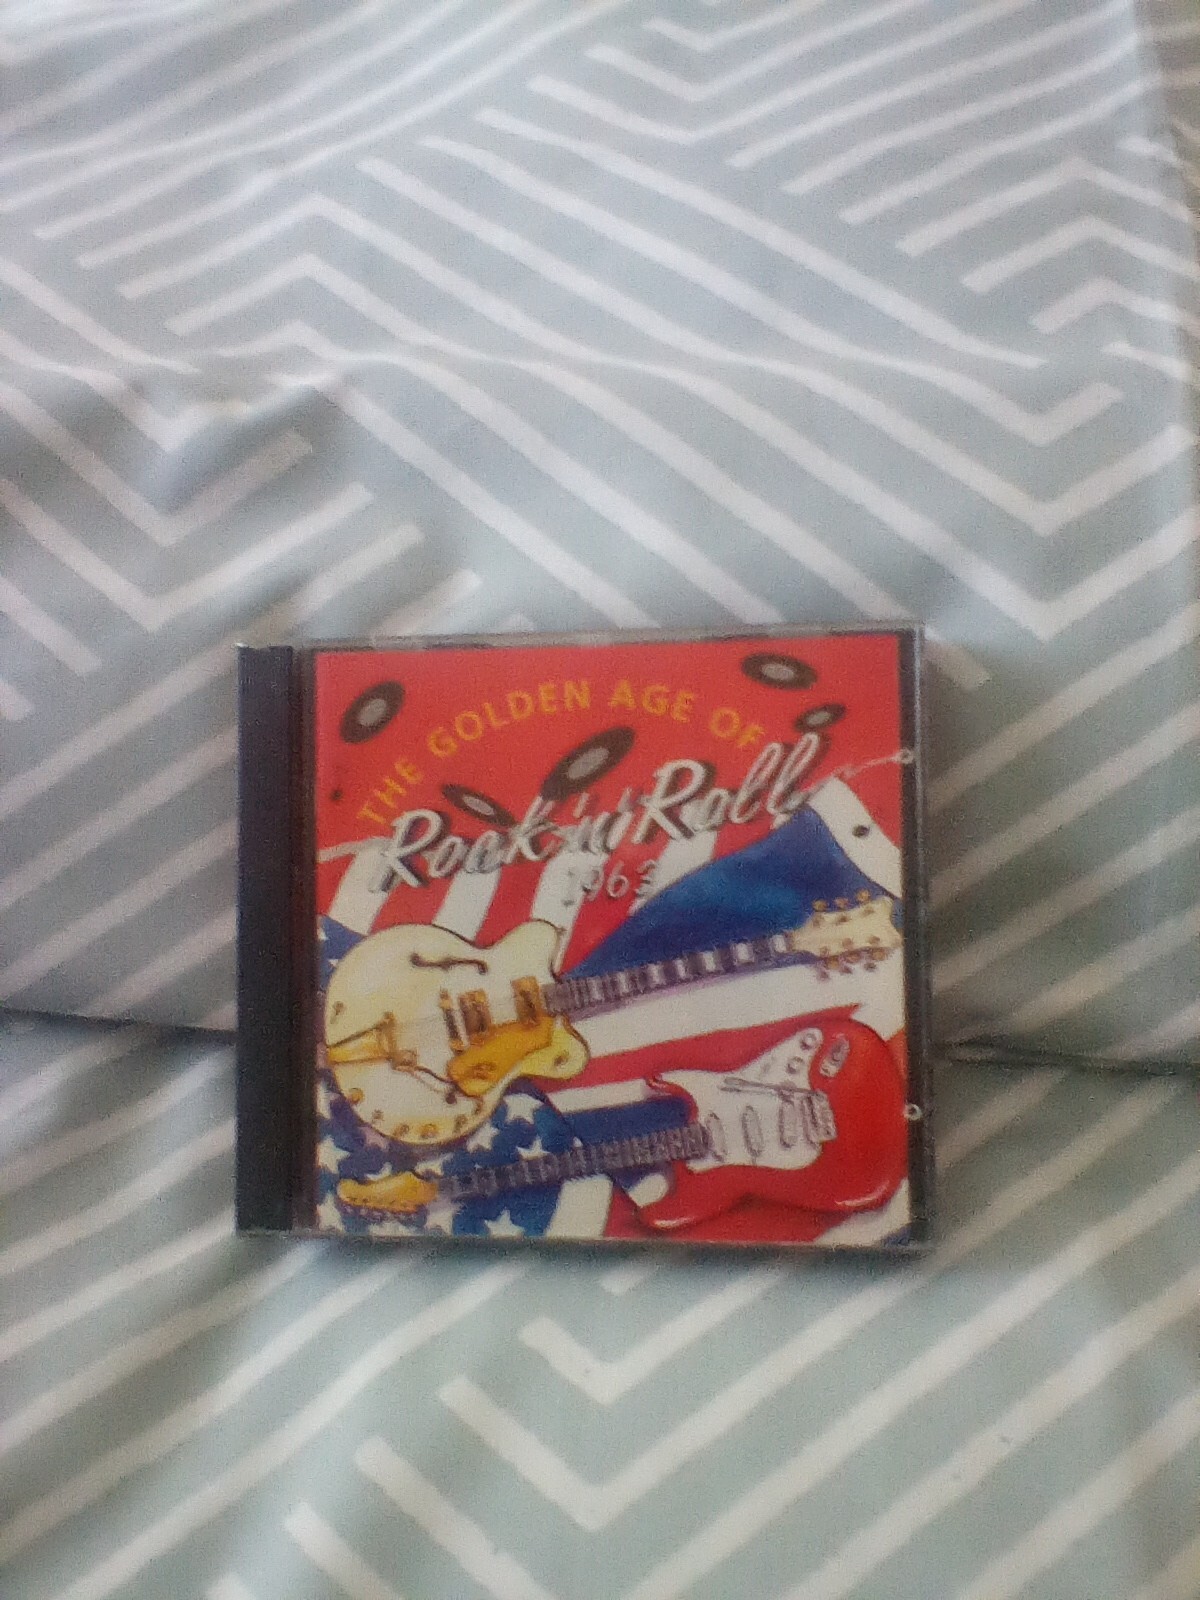 THE GOLDEN AGE OF
Rock'n'Roll
1963